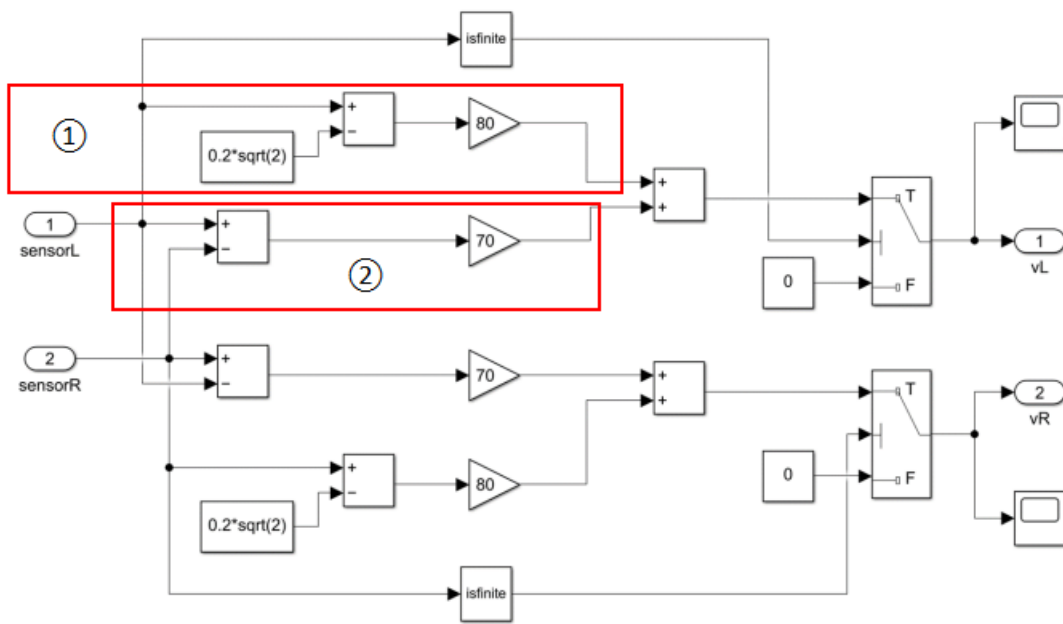 isfinite
+
−
80
①
0.2*sqrt(2)
+
+
T
1
sensorL
+
−
70
②
0
F
1
vL
2
sensorR
+
−
70
+
+
T
2
vR
+
−
80
0
F
0.2*sqrt(2)
isfinite